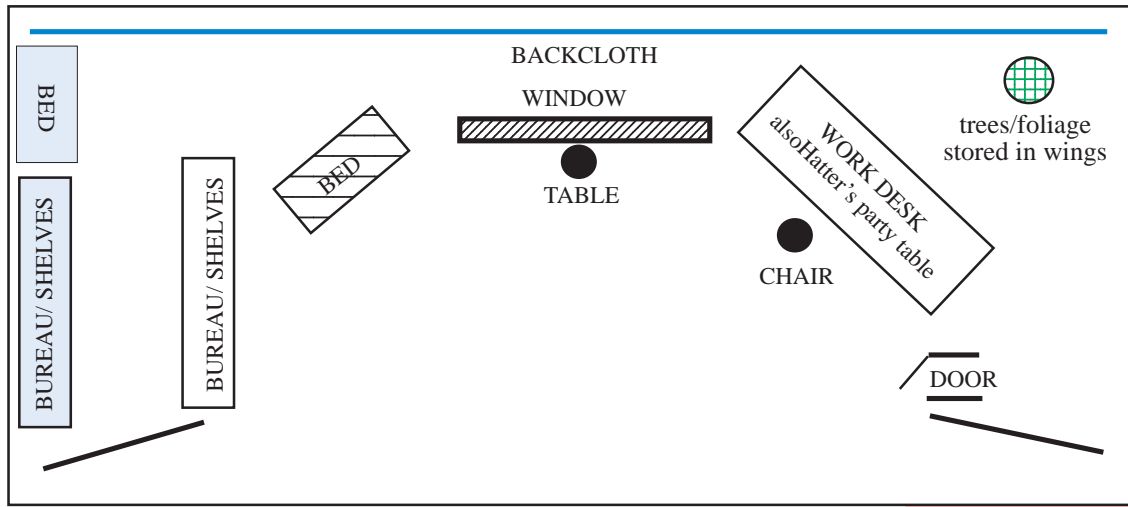 BACKCLOTH
WINDOW
BED
BED
TABLE
WORK DESK
alsoHatter's party table
trees/foliage
stored in wings
BUREAU/ SHELVES
BUREAU/ SHELVES
CHAIR
DOOR